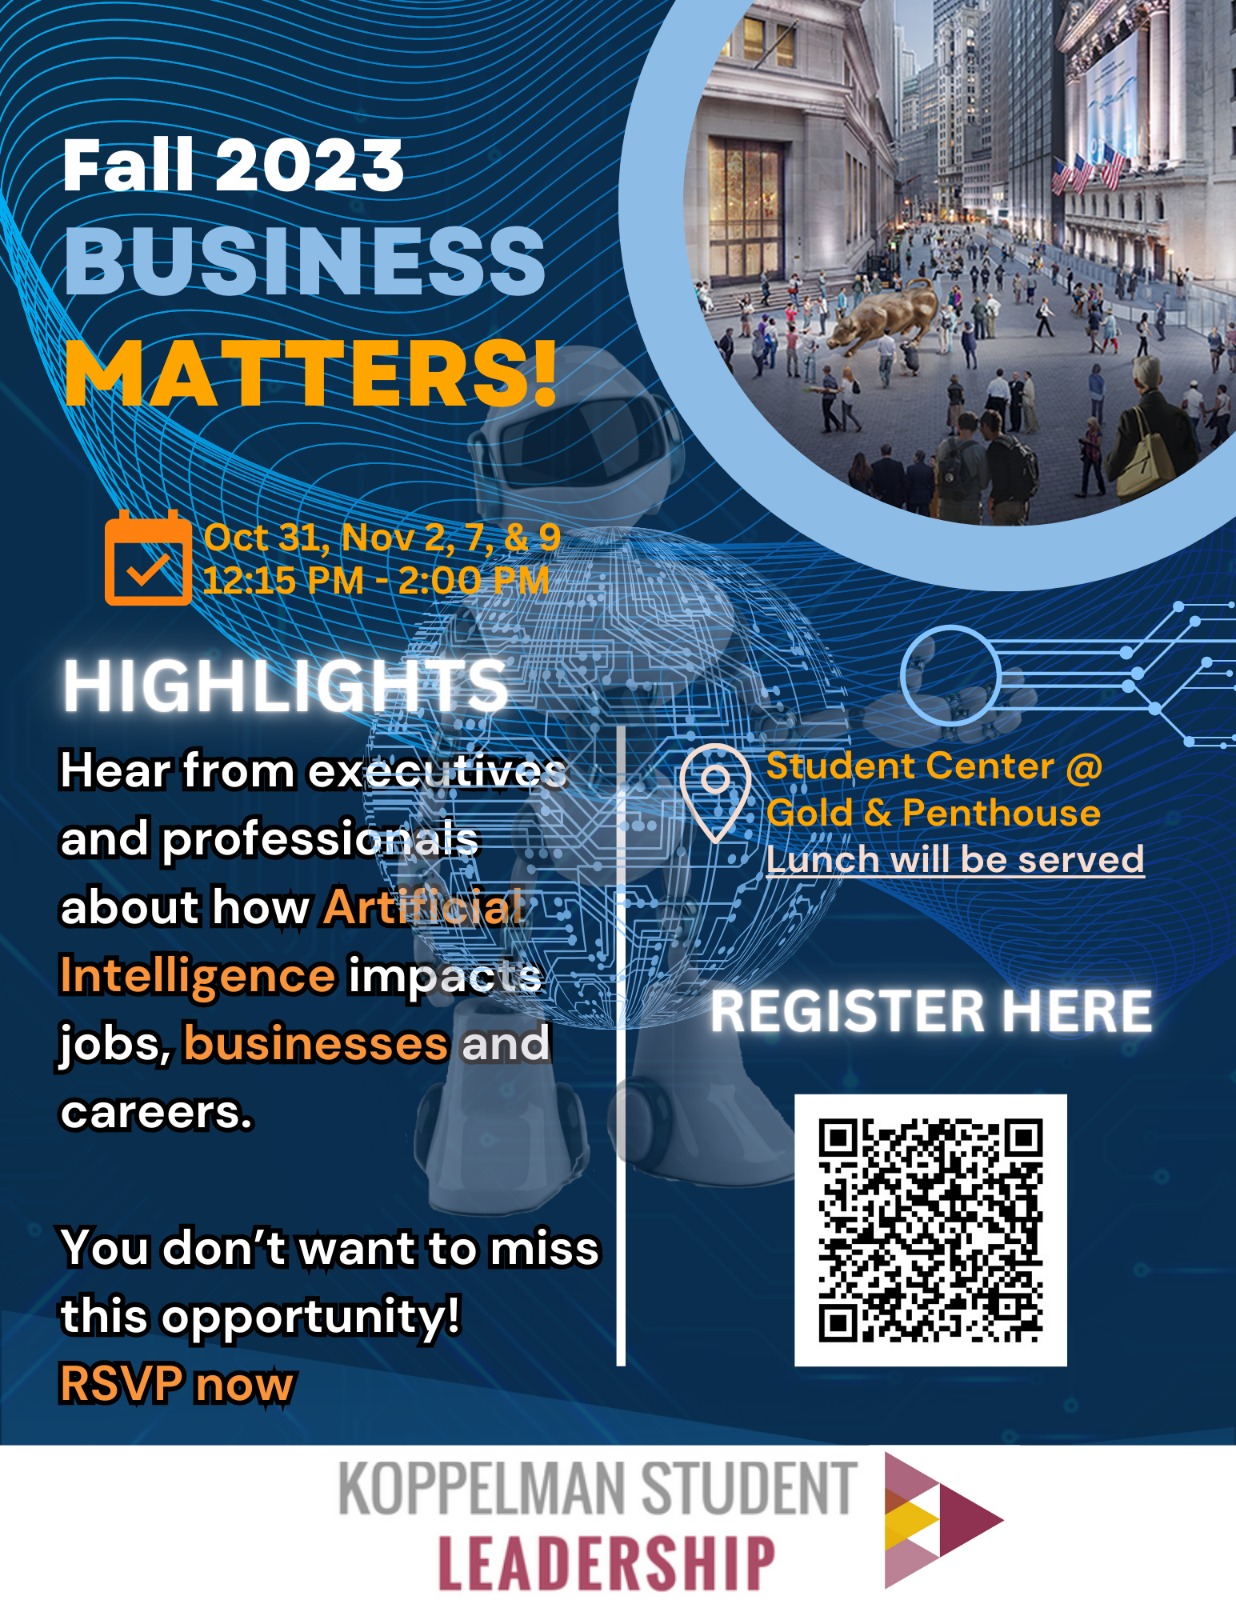 Fall 2023
BUSINESS
MATTERS!
Oct 31, Nov 2, 7, & 9
12:15 PM - 2:00 PM
HIGHLIGHTS
Hear from executives
and professionals
about how Artificial
Intelligence impacts
jobs, businesses and
careers.
You don't want to miss
this opportunity!
RSVP now
Student Center @
Gold & Penthouse
Lunch will be served
REGISTER HERE
KOPPELMAN STUDENT
LEADERSHIP